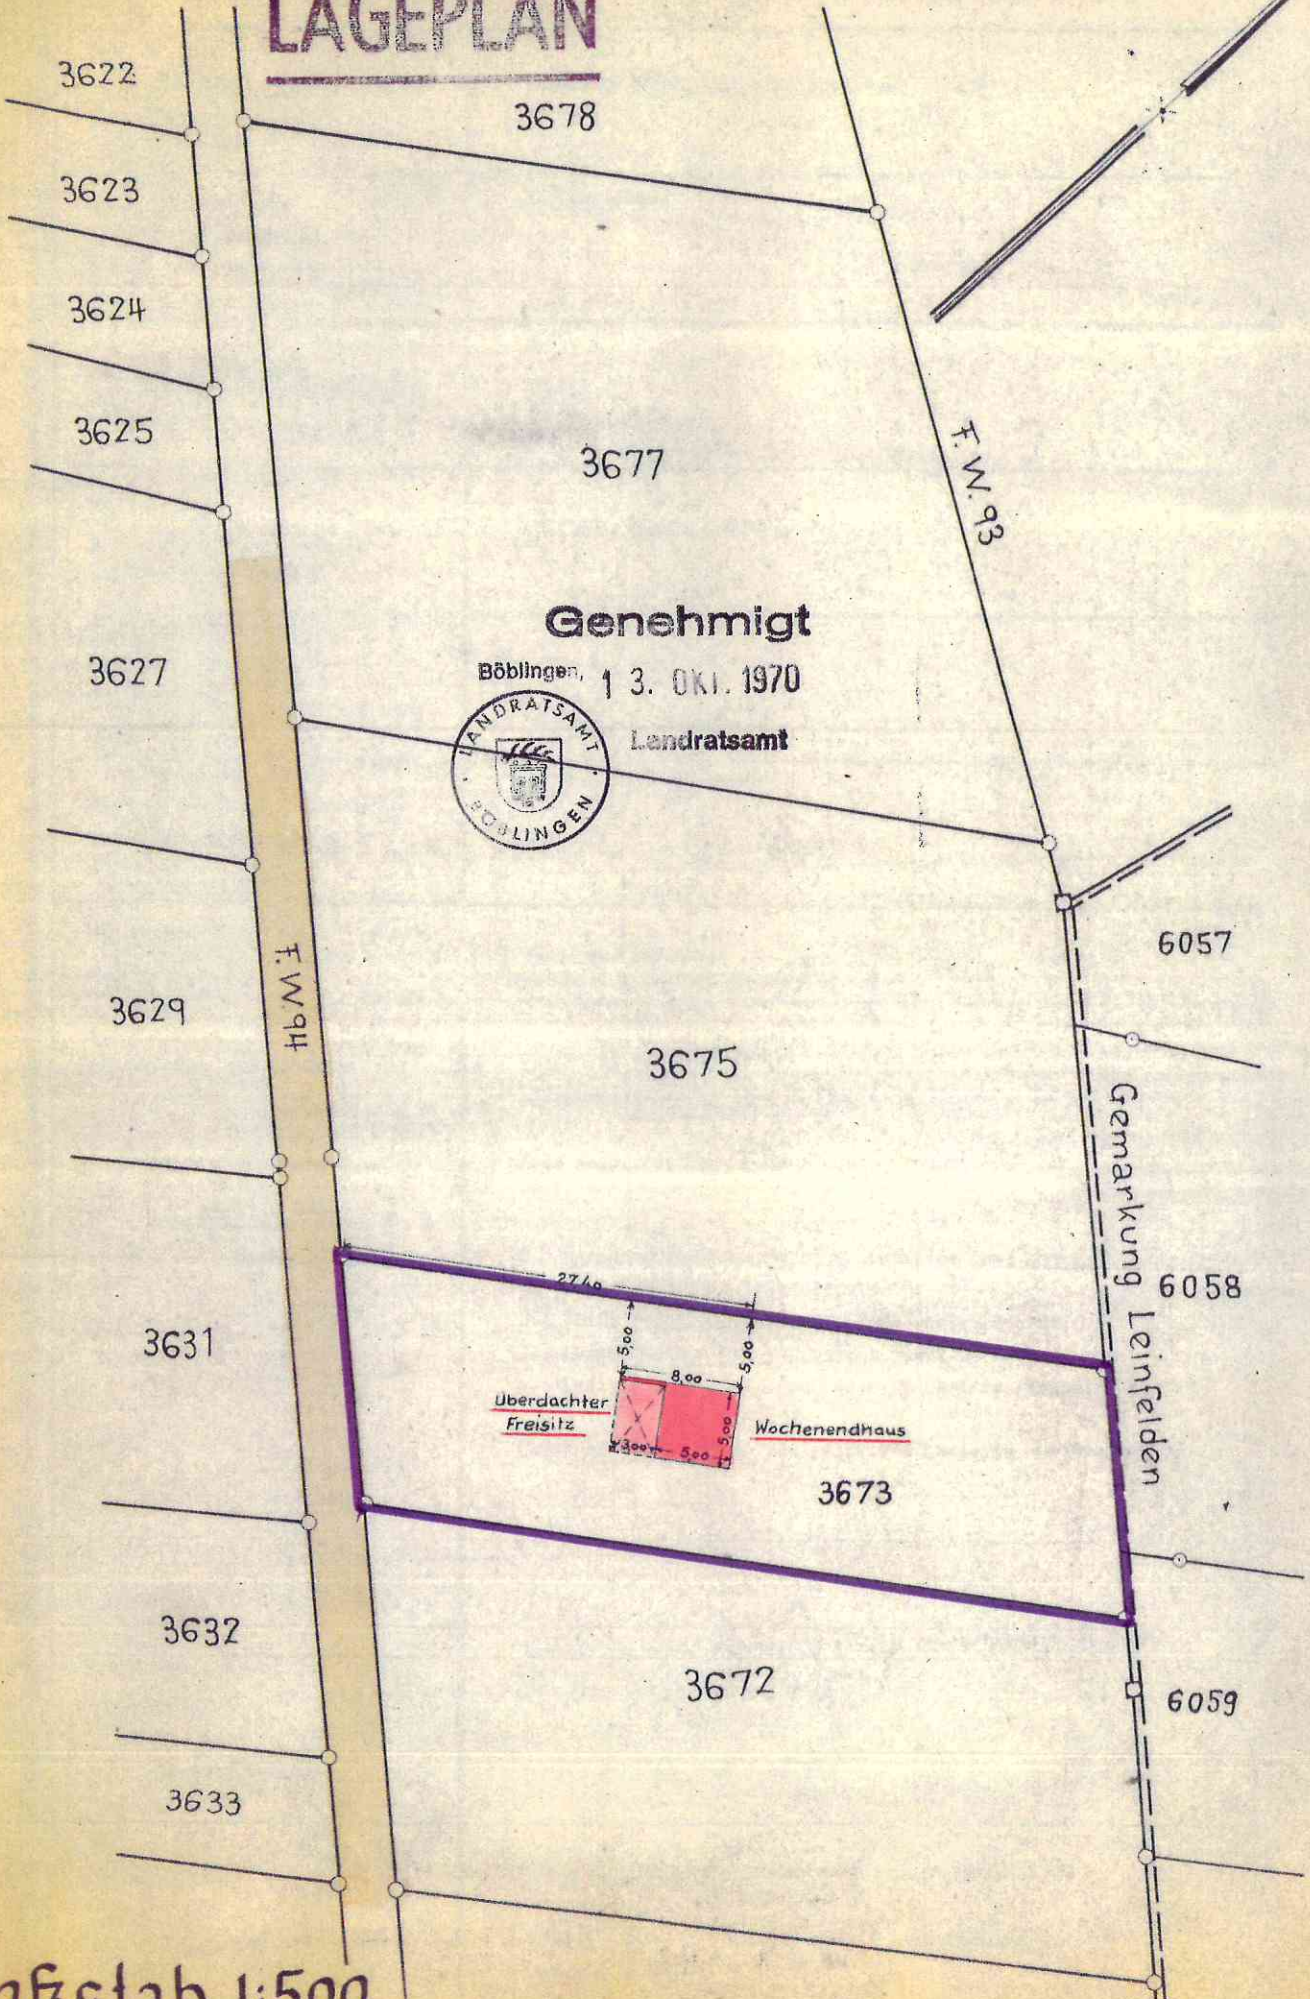 LAGEPLAN
3622
3678
3623
3624
3625
3677
F.W.93
Genehmigt
Böblingen, 13. OKT. 1970
Landratsamt
LANDRATSAMT
BÖBLINGEN
3627
6057
3629
F.W.94
3675
Gemarkung Leinfelden
6058
27,40
3631
5,00
5,00
8,00
Überdachter
Freisitz
Wochenendhaus
5,00
3,00
5,00
3673
3632
3672
6059
3633
1:500